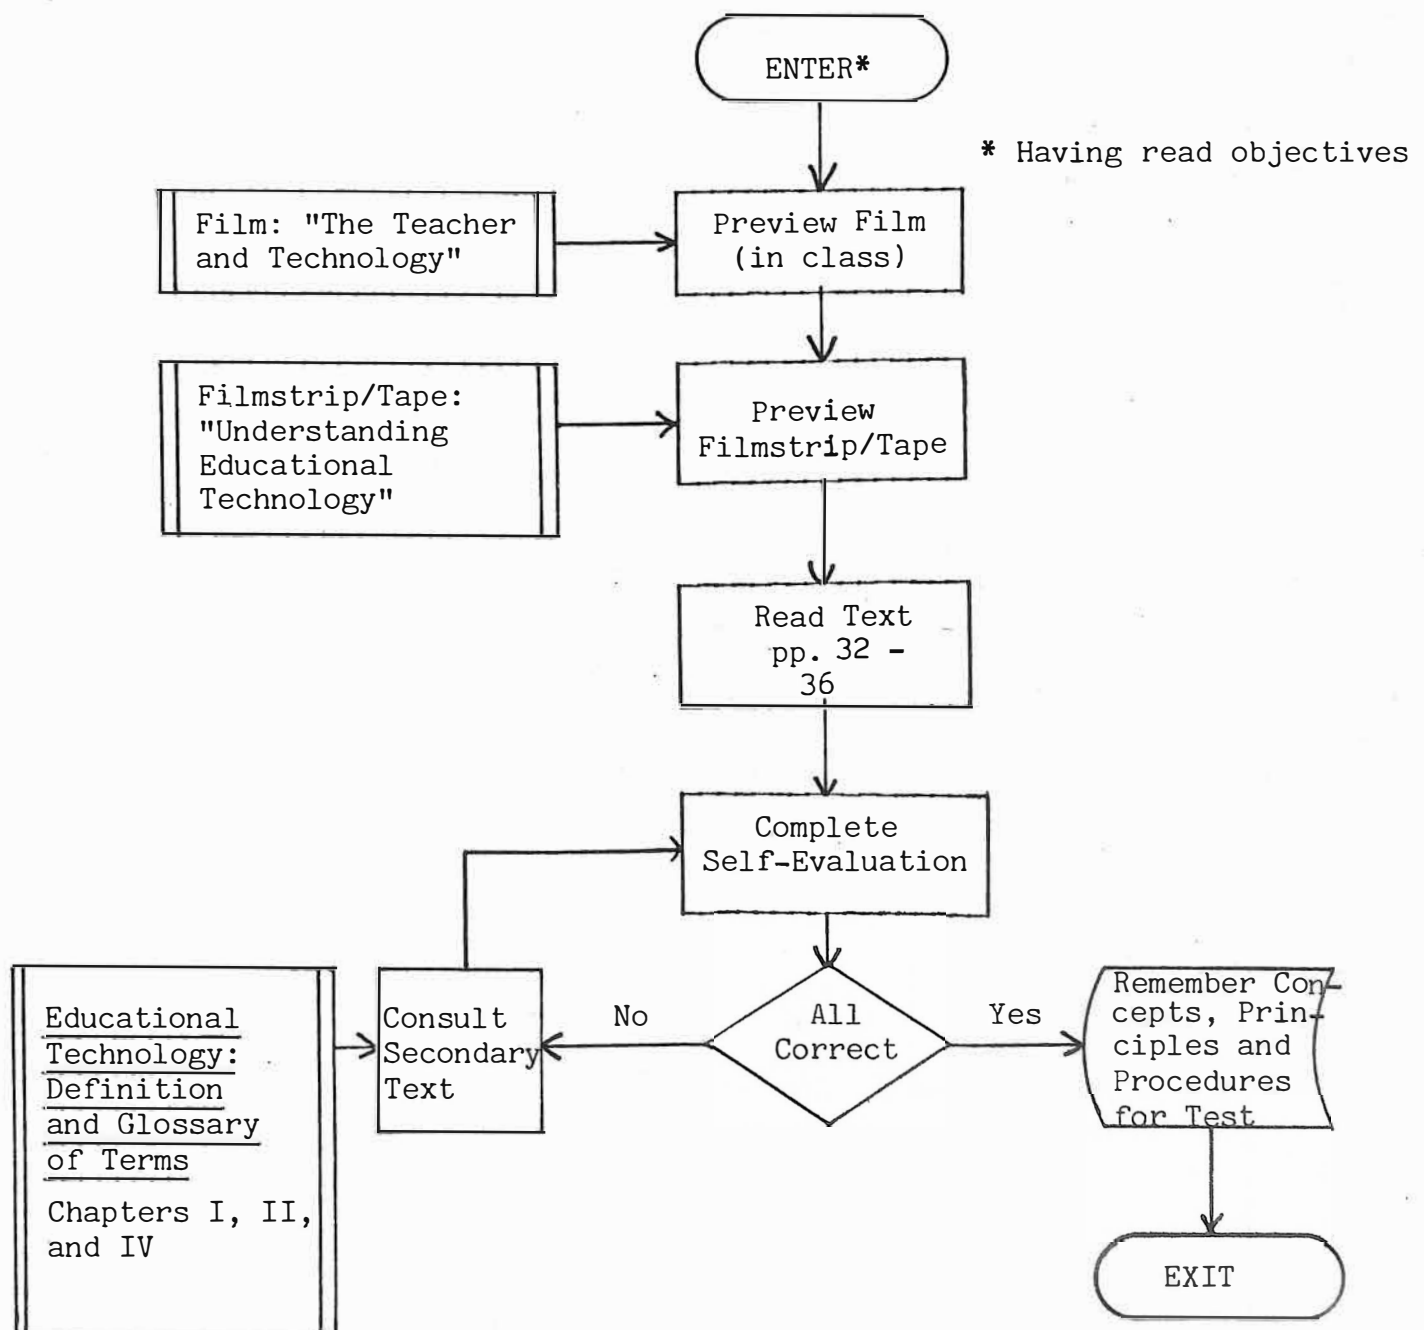 ENTER*
* Having read objectives
Film: "The Teacher
and Technology"
Preview Film
(in class)
Filmstrip/Tape:
"Understanding
Educational
Technology"
Preview
Filmstrip/Tape
Read Text
pp. 32 -
36
Complete
Self-Evaluation
Educational
Technology:
Definition
and Glossary
of Terms
Chapters I, II,
and IV
Consult
Secondary
Text
No
All
Correct
Yes
Remember Con-
cepts, Prin-
ciples and
Procedures
for Test
EXIT